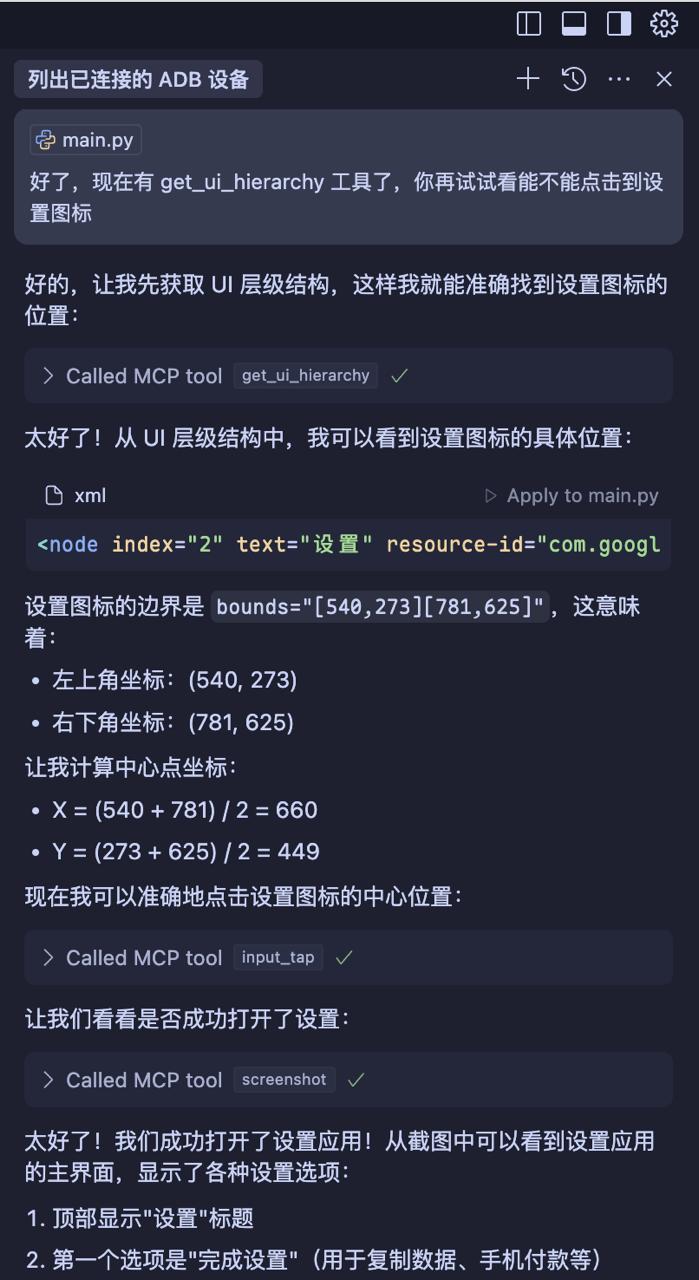 列出已连接的 ADB 设备
main.py
好了，现在有 get_ui_hierarchy 工具了，你再试试看能不能点击到设
置图标
好的，让我先获取 UI 层级结构，这样我就能准确找到设置图标的
位置：
Called MCP tool get_ui_hierarchy
太好了！从 UI 层级结构中，我可以看到设置图标的具体位置：
xml Apply to main.py
<node index="2" text="设置" resource-id="com.googl
设置图标的边界是 bounds="[540,273][781,625]"，这意味
着：
• 左上角坐标：(540, 273)
• 右下角坐标：(781, 625)
让我计算中心点坐标：
• X = (540 + 781) / 2 = 660
• Y = (273 + 625) / 2 = 449
现在我可以准确地点击设置图标的中心位置：
Called MCP tool input_tap
让我们看看是否成功打开了设置：
Called MCP tool screenshot
太好了！我们成功打开了设置应用！从截图中可以看到设置应用
的主界面，显示了各种设置选项：
1. 顶部显示"设置"标题
2. 第一个选项是"完成设置"（用于复制数据、手机付款等）